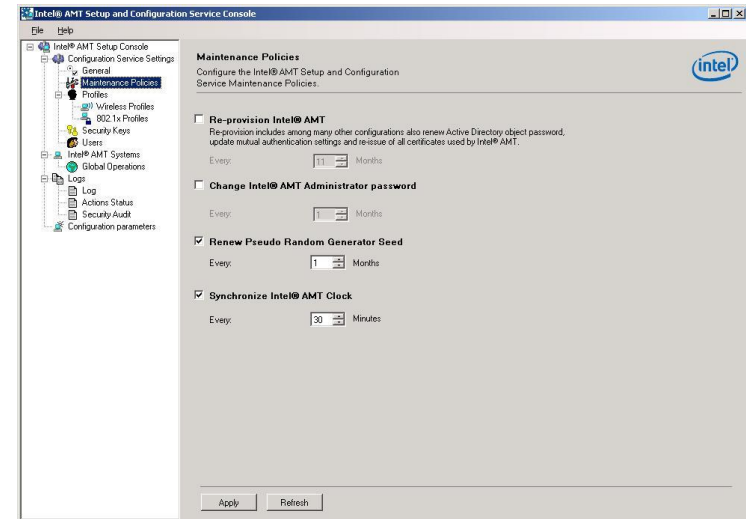 Intel® AMT Setup and Configuration Service Console
File Help
Intel® AMT Setup Console
Configuration Service Settings
General
Maintenance Policies
Profiles
Wireless Profiles
802.1x Profiles
Security Keys
Users
Intel® AMT Systems
Global Operations
Logs
Log
Actions Status
Security Audit
Configuration parameters
Maintenance Policies
Configure the Intel® AMT Setup and Configuration
Service Maintenance Policies.
intel
Re-provision Intel® AMT
Re-provision includes among many other configurations also renew Active Directory object password,
update mutual authentication settings and re-issue of all certificates used by Intel® AMT.
Every: 11 Months
Change Intel® AMT Administrator password
Every: 1 Months
Renew Pseudo Random Generator Seed
Every: 1 Months
Synchronize Intel® AMT Clock
Every: 30 Minutes
Apply Refresh